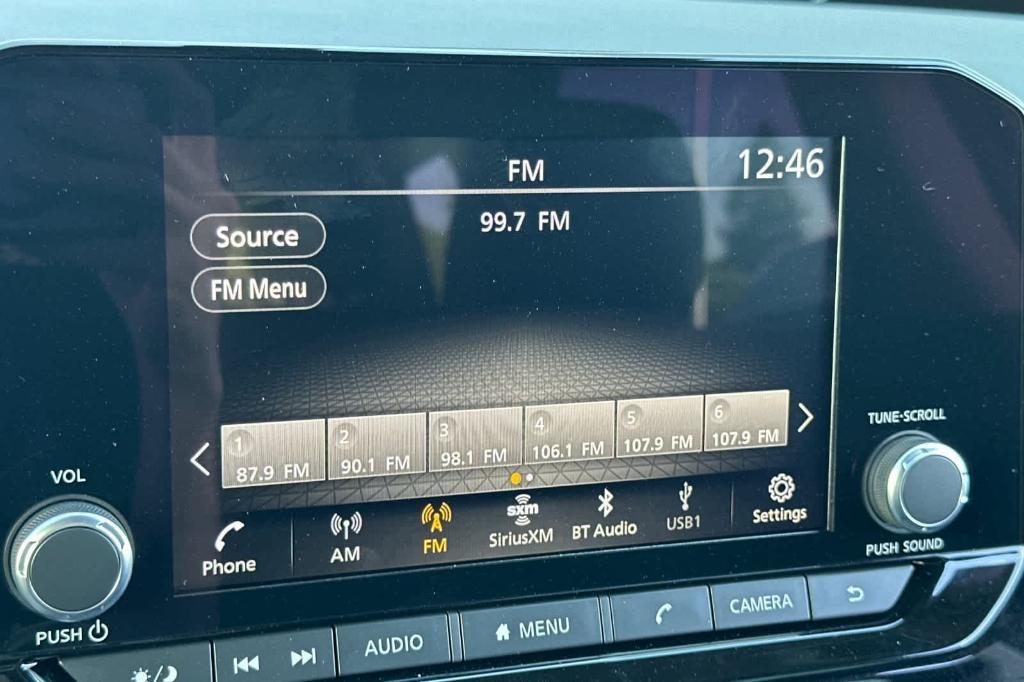 FM
12:46
99.7 FM
Source
FM Menu
1
87.9 FM
2
90.1 FM
3
98.1 FM
4
106.1 FM
5
107.9 FM
6
107.9 FM
Phone
AM
FM
sxm
SiriusXM
BT Audio
USB1
Settings
VOL
PUSH
TUNE·SCROLL
PUSH SOUND
AUDIO
MENU
CAMERA